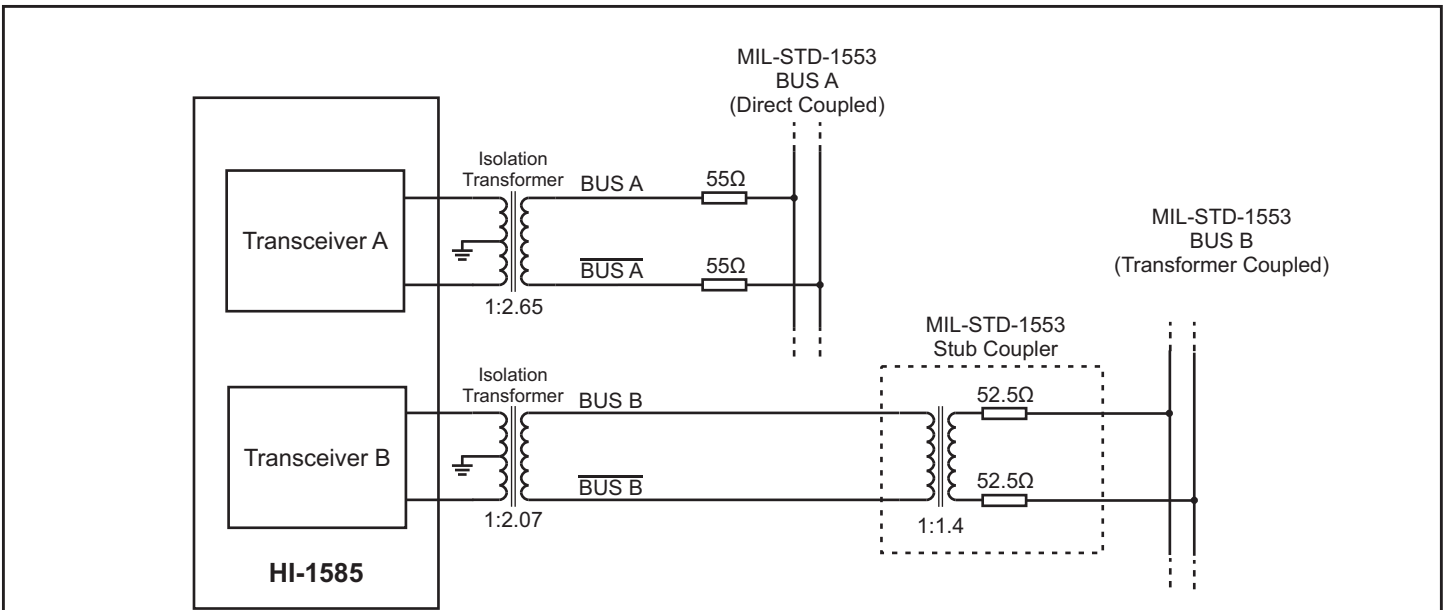 MIL-STD-1553
BUS A
(Direct Coupled)
Isolation
Transformer
BUS A
55Ω
Transceiver A
BUS A
55Ω
1:2.65
MIL-STD-1553
BUS B
(Transformer Coupled)
MIL-STD-1553
Stub Coupler
Isolation
Transformer
BUS B
52.5Ω
Transceiver B
BUS B
52.5Ω
1:2.07
1:1.4
HI-1585